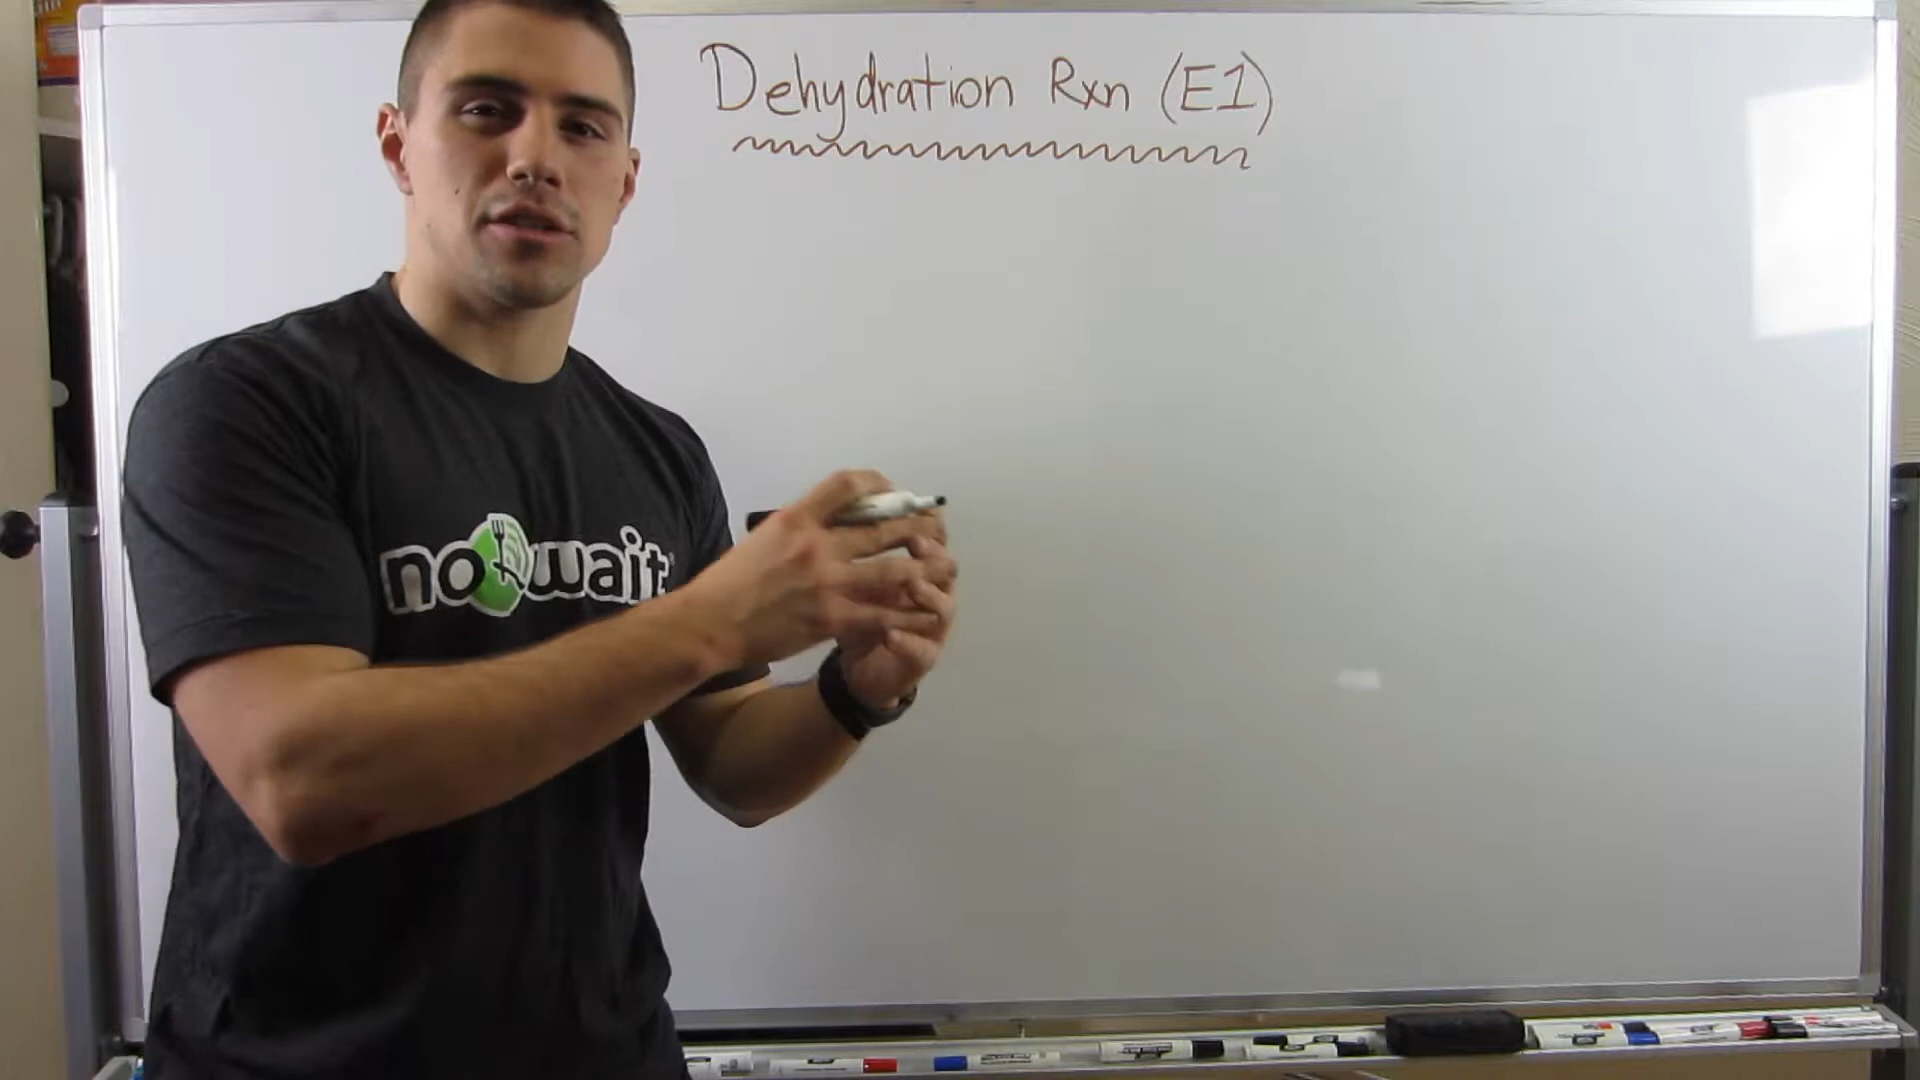 Dehydration Rxn (E1)
nowait